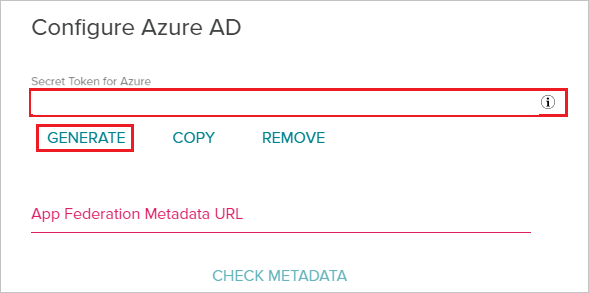 Configure Azure AD
Secret Token for Azure
GENERATE COPY REMOVE
App Federation Metadata URL
CHECK METADATA